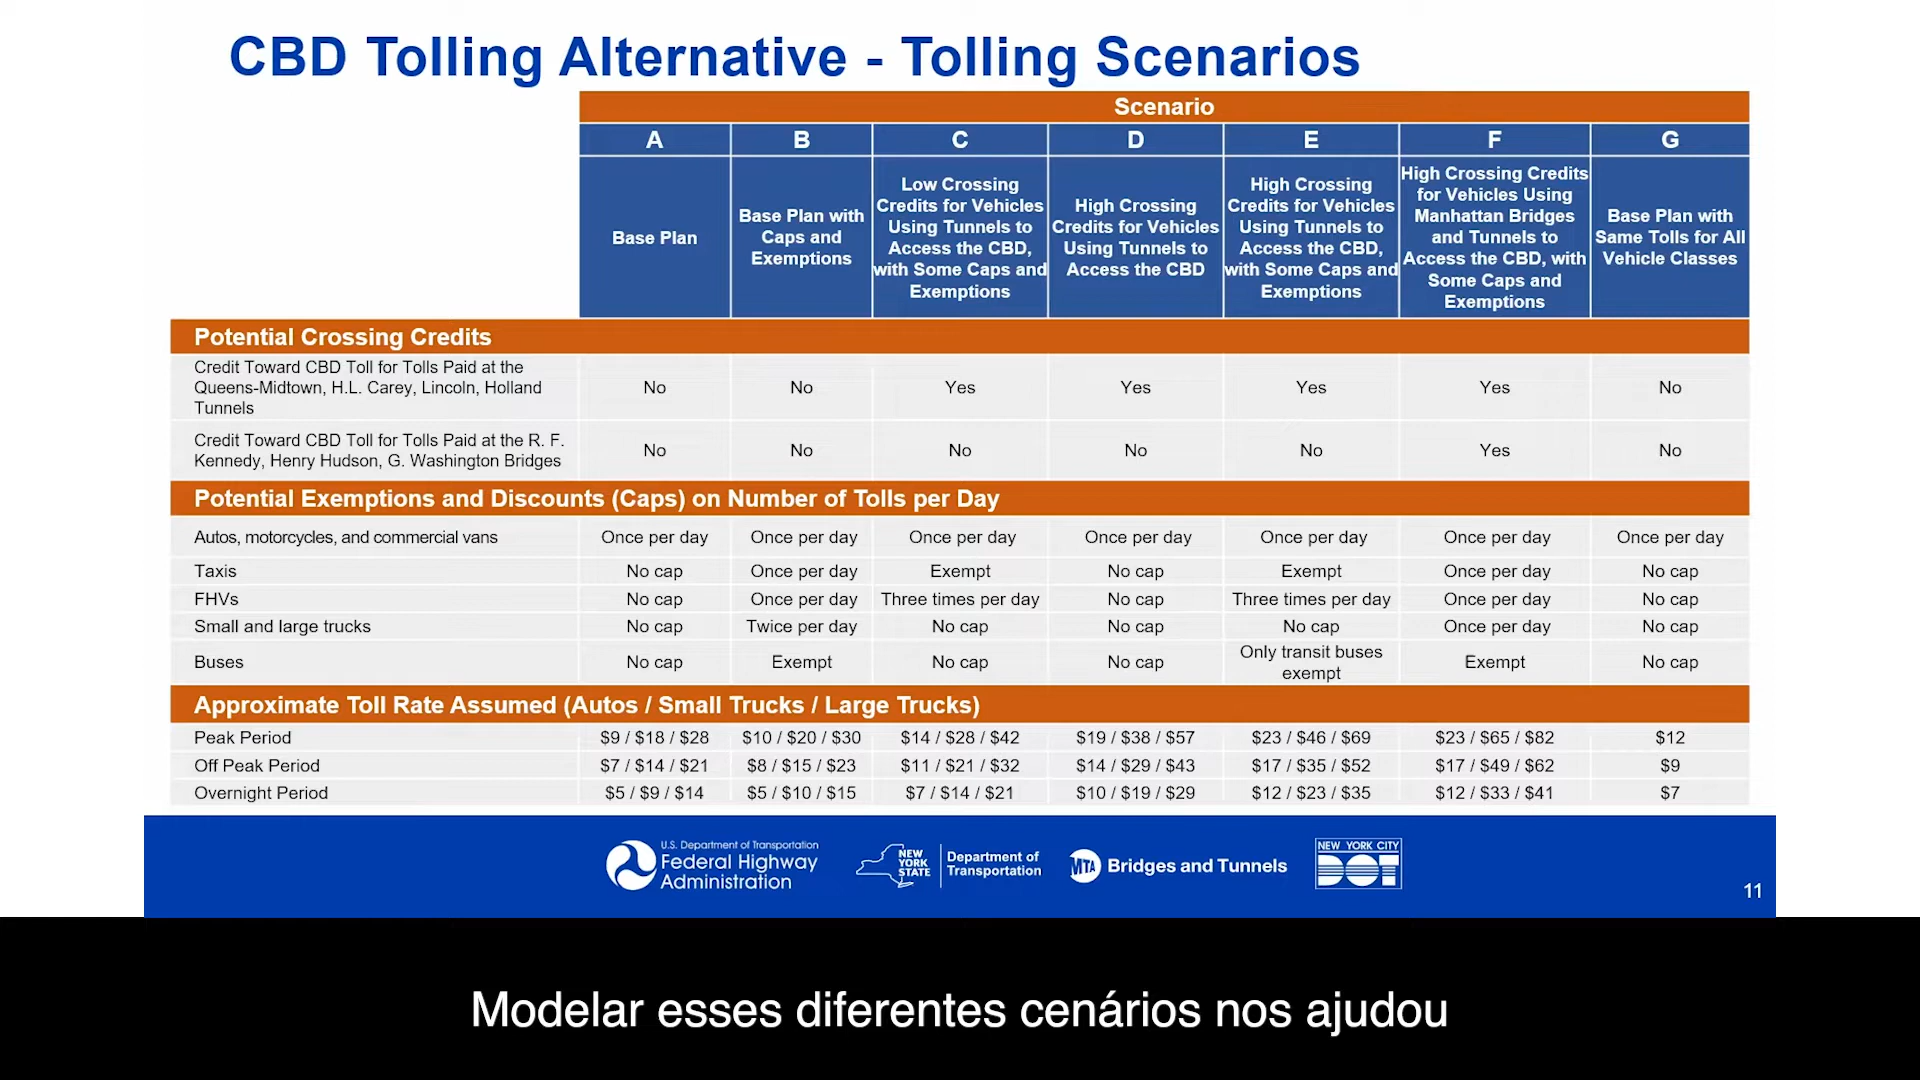 CBD Tolling Alternative - Tolling Scenarios
Scenario
A B C D E F G
Base Plan
Base Plan with
Caps and
Exemptions
Low Crossing
Credits for Vehicles
Using Tunnels to
Access the CBD,
with Some Caps and
Exemptions
High Crossing
Credits for Vehicles
Using Tunnels to
Access the CBD
High Crossing
Credits for Vehicles
Using Tunnels to
Access the CBD,
with Some Caps and
Exemptions
High Crossing Credits
for Vehicles Using
Manhattan Bridges
and Tunnels to
Access the CBD, with
Some Caps and
Exemptions
Base Plan with
Same Tolls for All
Vehicle Classes
Potential Crossing Credits
Credit Toward CBD Toll for Tolls Paid at the
Queens-Midtown, H.L. Carey, Lincoln, Holland
Tunnels
No No Yes Yes Yes Yes No
Credit Toward CBD Toll for Tolls Paid at the R. F.
Kennedy, Henry Hudson, G. Washington Bridges
No No No No No Yes No
Potential Exemptions and Discounts (Caps) on Number of Tolls per Day
Autos, motorcycles, and commercial vans Once per day Once per day Once per day Once per day Once per day Once per day Once per day
Taxis No cap Once per day Exempt No cap Exempt Once per day No cap
FHVs No cap Once per day Three times per day No cap Three times per day Once per day No cap
Small and large trucks No cap Twice per day No cap No cap No cap Once per day No cap
Buses No cap Exempt No cap No cap Only transit buses
exempt Exempt No cap
Approximate Toll Rate Assumed (Autos / Small Trucks / Large Trucks)
Peak Period $9 / $18 / $28 $10 / $20 / $30 $14 / $28 / $42 $19 / $38 / $57 $23 / $46 / $69 $23 / $65 / $82 $12
Off Peak Period $7 / $14 / $21 $8 / $15 / $23 $11 / $21 / $32 $14 / $29 / $43 $17 / $35 / $52 $17 / $49 / $62 $9
Overnight Period $5 / $9 / $14 $5 / $10 / $15 $7 / $14 / $21 $10 / $19 / $29 $12 / $23 / $35 $12 / $33 / $41 $7
U.S. Department of Transportation
Federal Highway
Administration
NEW
YORK
STATE
Department of
Transportation
MTA Bridges and Tunnels
NEW YORK CITY
DOT
11
Modelar esses diferentes cenários nos ajudou